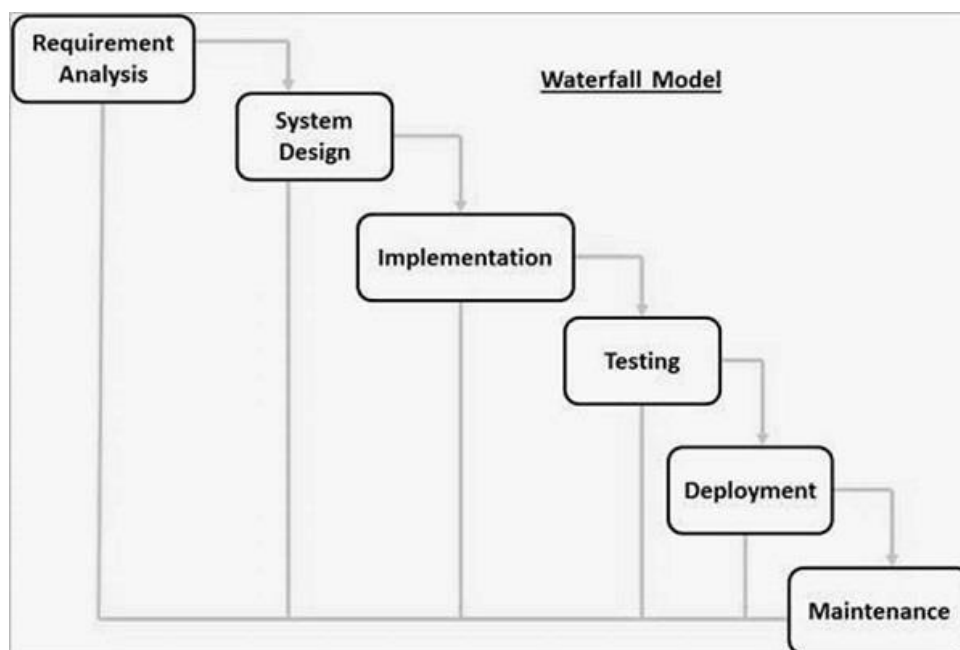 Requirement
Analysis
Waterfall Model
System
Design
Implementation
Testing
Deployment
Maintenance